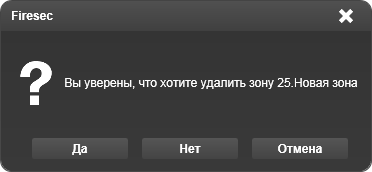 Firesec
?
Вы уверены, что хотите удалить зону 25.Новая зона
Да Нет Отмена